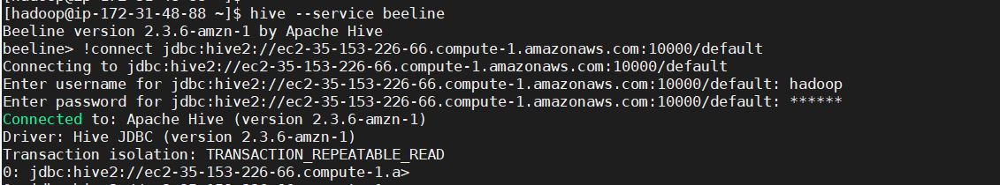 [hadoop@ip-172-31-48-88 ~]$ hive --service beeline
Beeline version 2.3.6-amzn-1 by Apache Hive
beeline> !connect jdbc:hive2://ec2-35-153-226-66.compute-1.amazonaws.com:10000/default
Connecting to jdbc:hive2://ec2-35-153-226-66.compute-1.amazonaws.com:10000/default
Enter username for jdbc:hive2://ec2-35-153-226-66.compute-1.amazonaws.com:10000/default: hadoop
Enter password for jdbc:hive2://ec2-35-153-226-66.compute-1.amazonaws.com:10000/default: ******
Connected to: Apache Hive (version 2.3.6-amzn-1)
Driver: Hive JDBC (version 2.3.6-amzn-1)
Transaction isolation: TRANSACTION_REPEATABLE_READ
0: jdbc:hive2://ec2-35-153-226-66.compute-1.a>